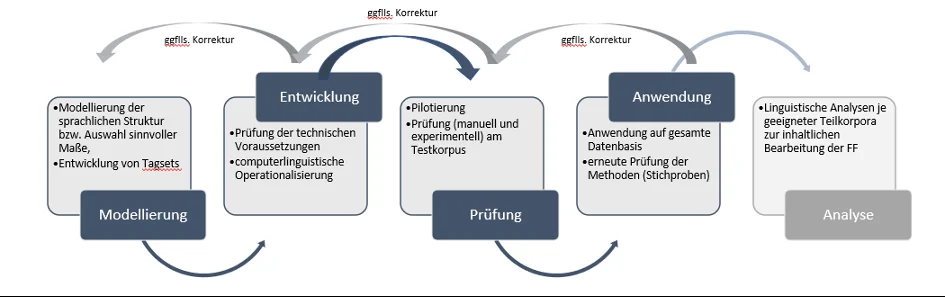 ggflls. Korrektur
ggflls. Korrektur
ggflls. Korrektur
•Modellierung der
sprachlichen Struktur
bzw. Auswahl sinnvoller
Maße,
•Entwicklung von Tagsets
Modellierung
Entwicklung
•Prüfung der technischen
Voraussetzungen
•computerlinguistische
Operationalisierung
•Pilotierung
•Prüfung (manuell und
experimentell) am
Testkorpus
Prüfung
Anwendung
•Anwendung auf gesamte
Datenbasis
•erneute Prüfung der
Methoden (Stichproben)
•Linguistische Analysen je
geeigneter Teilkorpora
zur inhaltlichen
Bearbeitung der FF
Analyse